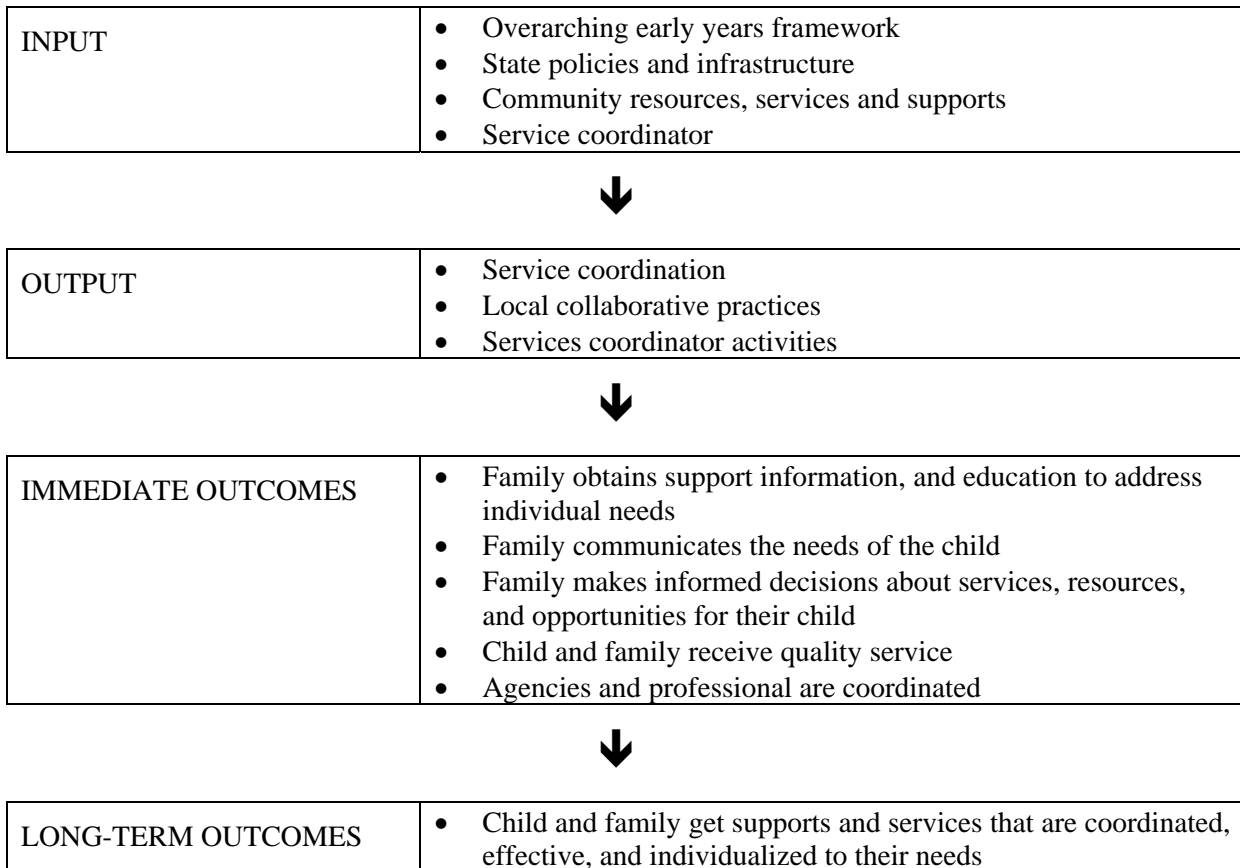 INPUT
• Overarching early years framework
• State policies and infrastructure
• Community resources, services and supports
• Service coordinator
OUTPUT
• Service coordination
• Local collaborative practices
• Services coordinator activities
IMMEDIATE OUTCOMES
• Family obtains support information, and education to address
individual needs
• Family communicates the needs of the child
• Family makes informed decisions about services, resources,
and opportunities for their child
• Child and family receive quality service
• Agencies and professional are coordinated
LONG-TERM OUTCOMES
• Child and family get supports and services that are coordinated,
effective, and individualized to their needs